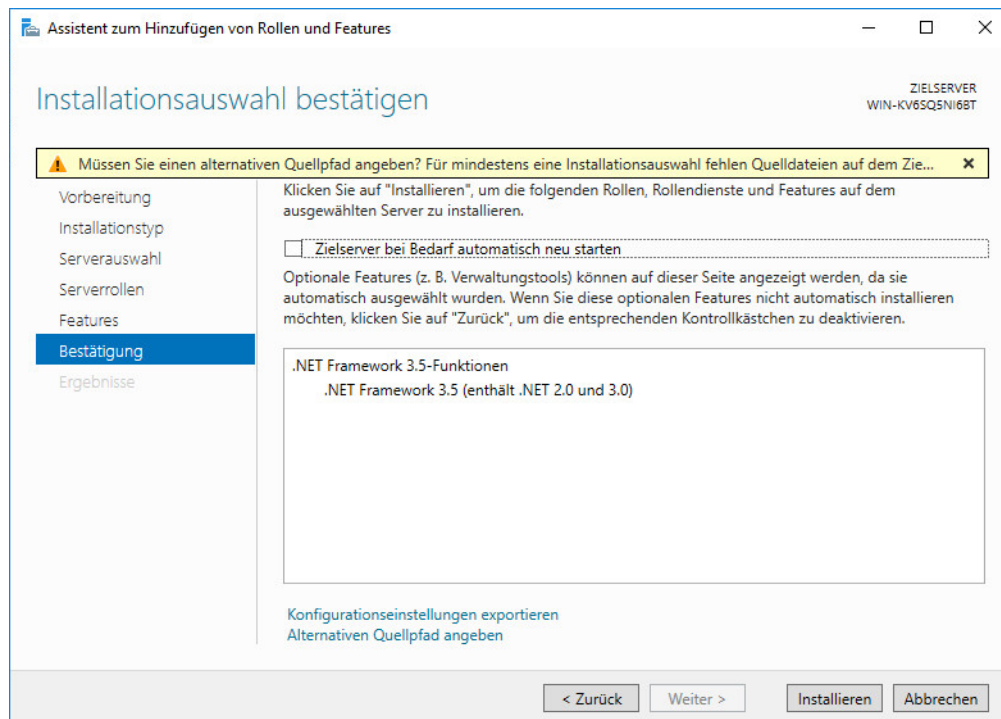 Assistent zum Hinzufügen von Rollen und Features
Installationsauswahl bestätigen
ZIELSERVER
WIN-KV6SQ5NI6BT
Müssen Sie einen alternativen Quellpfad angeben? Für mindestens eine Installationsauswahl fehlen Quelldateien auf dem Zie...
Vorbereitung
Installationstyp
Serverauswahl
Serverrollen
Features
Bestätigung
Ergebnisse
Klicken Sie auf "Installieren", um die folgenden Rollen, Rollendienste und Features auf dem
ausgewählten Server zu installieren.
Zielserver bei Bedarf automatisch neu starten
Optionale Features (z. B. Verwaltungstools) können auf dieser Seite angezeigt werden, da sie
automatisch ausgewählt wurden. Wenn Sie diese optionalen Features nicht automatisch installieren
möchten, klicken Sie auf "Zurück", um die entsprechenden Kontrollkästchen zu deaktivieren.
.NET Framework 3.5-Funktionen
.NET Framework 3.5 (enthält .NET 2.0 und 3.0)
Konfigurationseinstellungen exportieren
Alternativen Quellpfad angeben
< Zurück
Weiter >
Installieren
Abbrechen